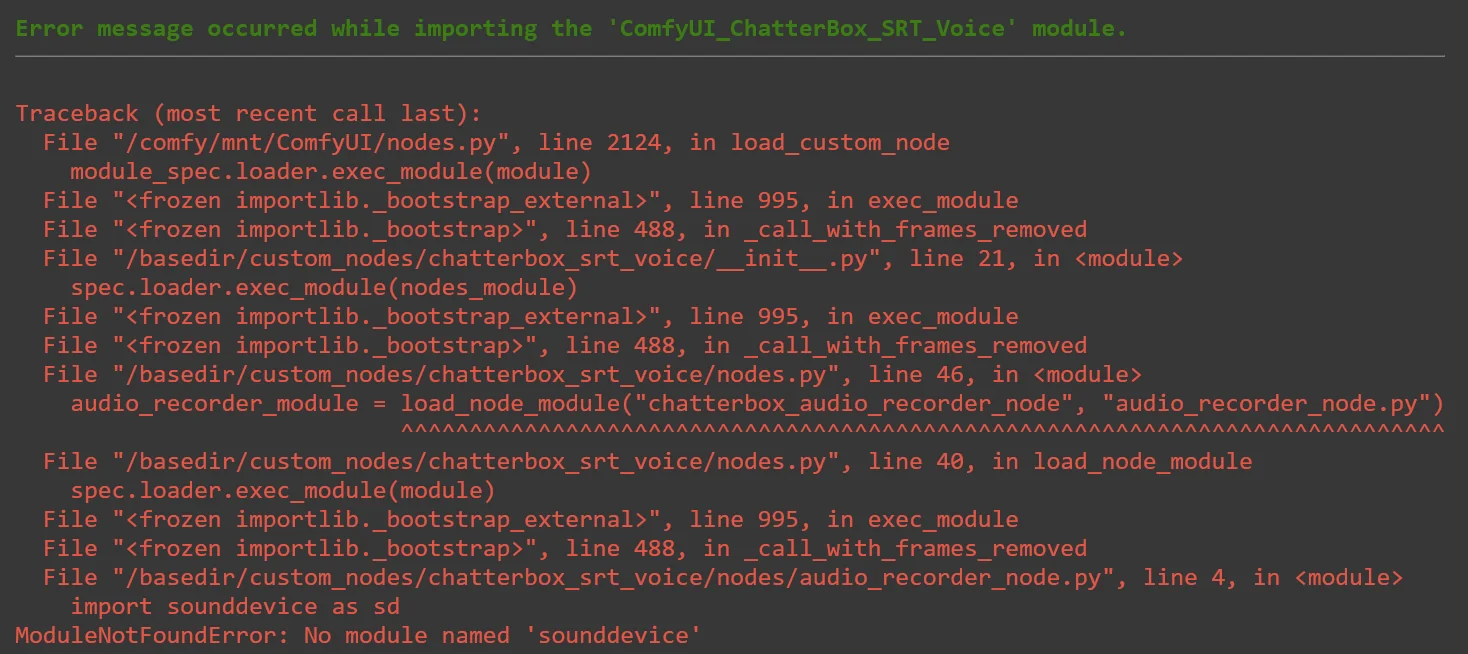 Error message occurred while importing the 'ComfyUI_ChatterBox_SRT_Voice' module.
Traceback (most recent call last):
  File "/comfy/mnt/ComfyUI/nodes.py", line 2124, in load_custom_node
    module_spec.loader.exec_module(module)
  File "<frozen importlib._bootstrap_external>", line 995, in exec_module
  File "<frozen importlib._bootstrap>", line 488, in _call_with_frames_removed
  File "/basedir/custom_nodes/chatterbox_srt_voice/__init__.py", line 21, in <module>
    spec.loader.exec_module(nodes_module)
  File "<frozen importlib._bootstrap_external>", line 995, in exec_module
  File "<frozen importlib._bootstrap>", line 488, in _call_with_frames_removed
  File "/basedir/custom_nodes/chatterbox_srt_voice/nodes.py", line 46, in <module>
    audio_recorder_module = load_node_module("chatterbox_audio_recorder_node", "audio_recorder_node.py")
                            ^^^^^^^^^^^^^^^^^^^^^^^^^^^^^^^^^^^^^^^^^^^^^^^^^^^^^^^^^^^^^^^^^^^^^^^^^^^^
  File "/basedir/custom_nodes/chatterbox_srt_voice/nodes.py", line 40, in load_node_module
    spec.loader.exec_module(module)
  File "<frozen importlib._bootstrap_external>", line 995, in exec_module
  File "<frozen importlib._bootstrap>", line 488, in _call_with_frames_removed
  File "/basedir/custom_nodes/chatterbox_srt_voice/nodes/audio_recorder_node.py", line 4, in <module>
    import sounddevice as sd
ModuleNotFoundError: No module named 'sounddevice'